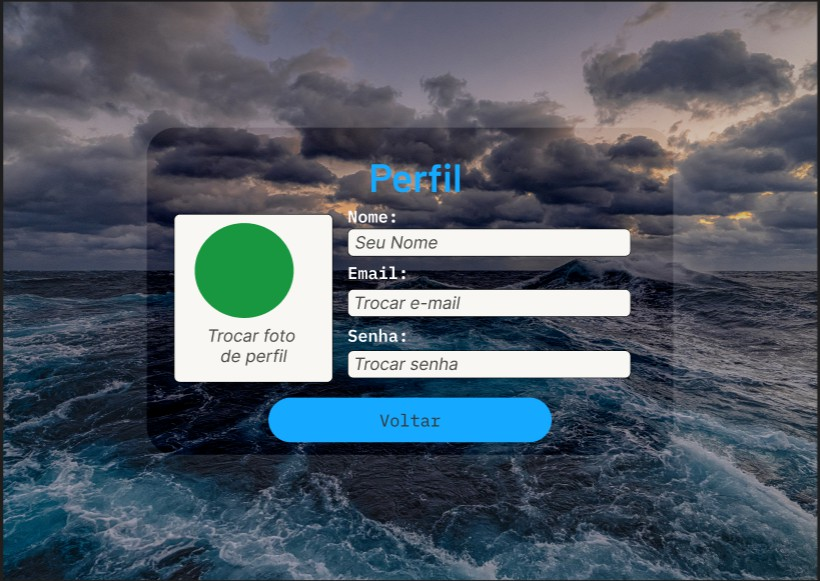 Perfil
Nome:
Seu Nome
Email:
Trocar e-mail
Senha:
Trocar senha
Trocar foto
de perfil
Voltar